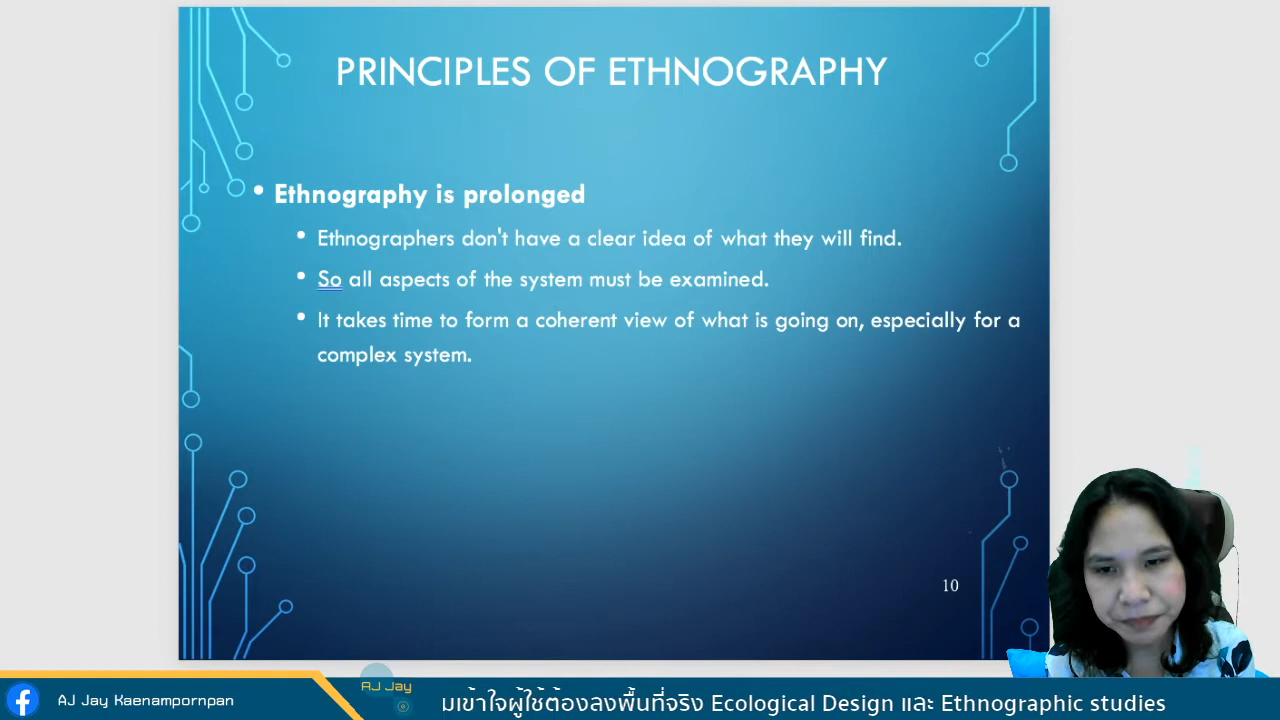 PRINCIPLES OF ETHNOGRAPHY
• Ethnography is prolonged
• Ethnographers don't have a clear idea of what they will find.
• So all aspects of the system must be examined.
• It takes time to form a coherent view of what is going on, especially for a
complex system.
10
AJ Jay
AJ Jay Kaenampornpan
มเข้าใจผู้ใช้ต้องลงพื้นที่จริง Ecological Design และ Ethnographic studies